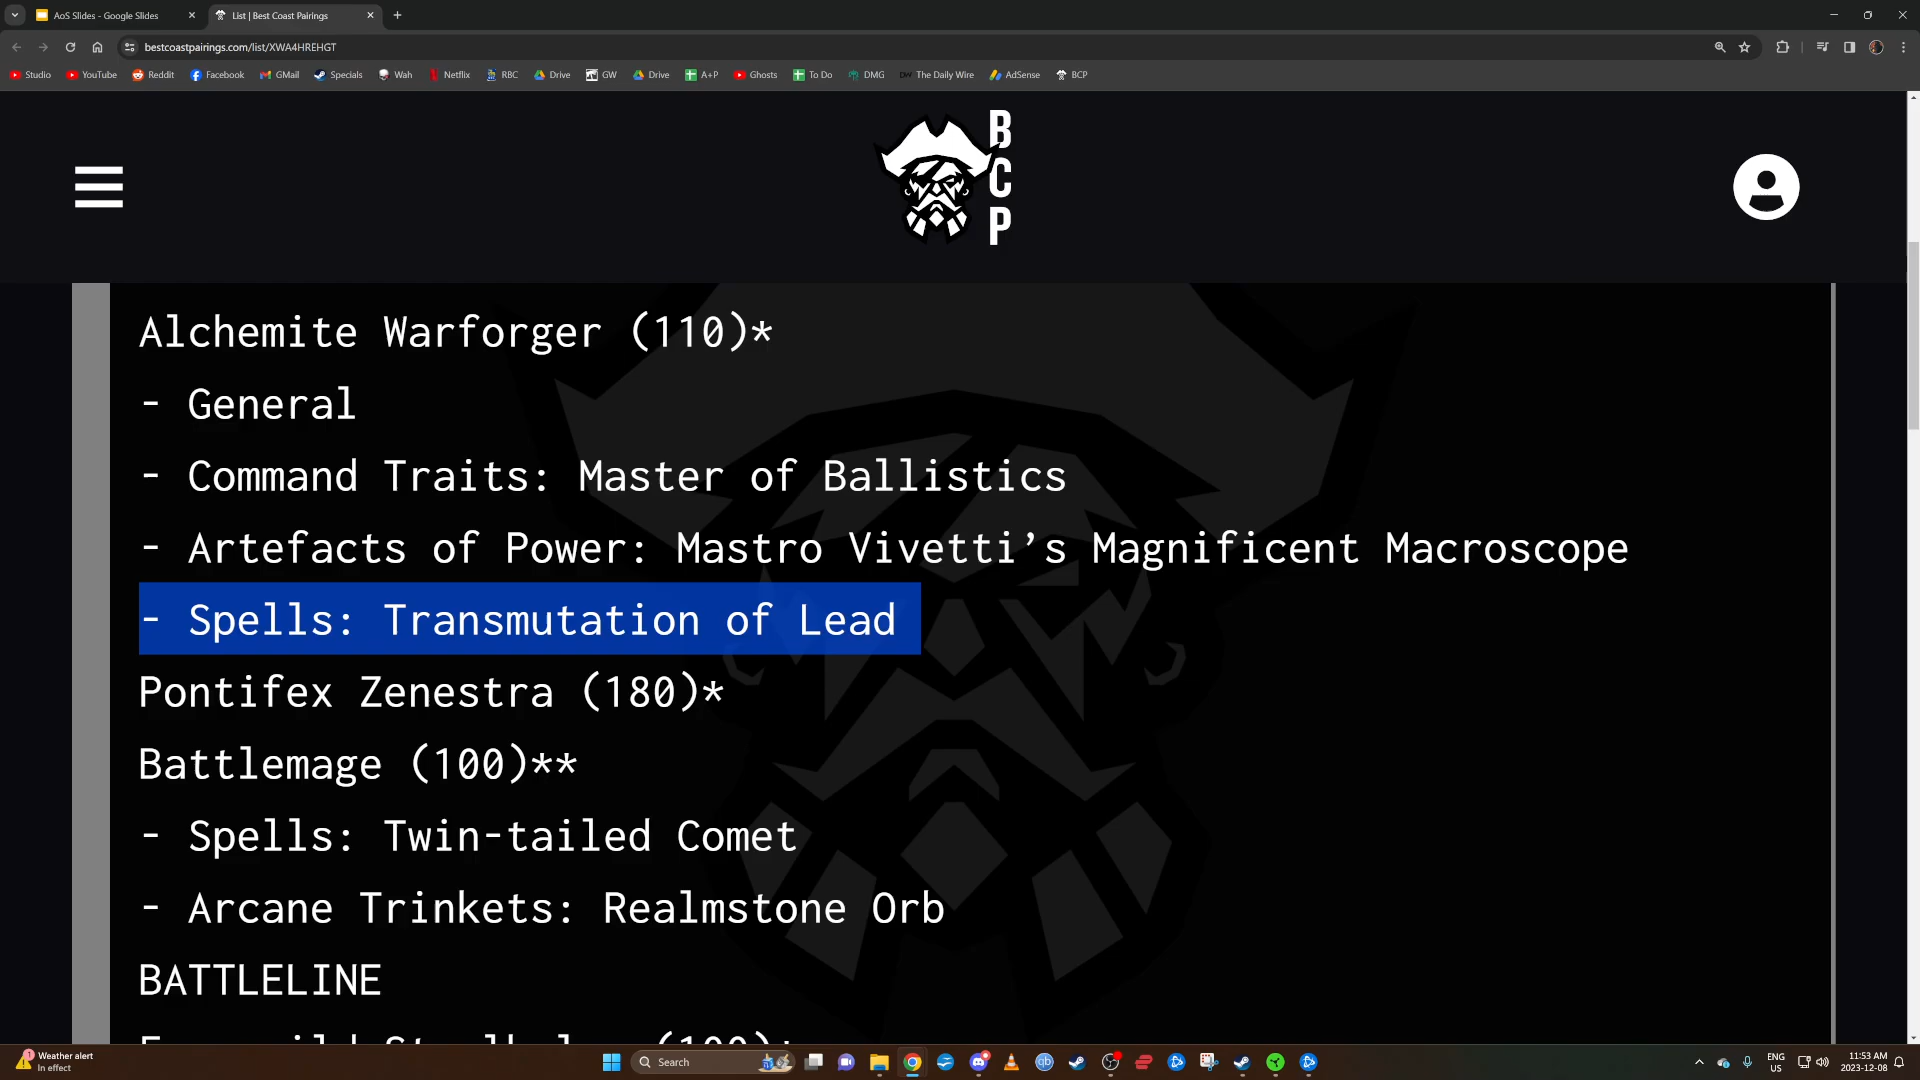 AoS Slides - Google Slides
List | Best Coast Pairings
bestcoastpairings.com/list/XWA4HREHGT
Studio YouTube Reddit Facebook GMail Specials Wah Netflix RBC Drive GW Drive A+P Ghosts To Do DMG The Daily Wire AdSense BCP
BCP
Alchemite Warforger (110)*
- General
- Command Traits: Master of Ballistics
- Artefacts of Power: Mastro Vivetti’s Magnificent Macroscope
- Spells: Transmutation of Lead
Pontifex Zenestra (180)*
Battlemage (100)**
- Spells: Twin-tailed Comet
- Arcane Trinkets: Realmstone Orb
BATTLELINE
Weather alert
In effect
Search
ENG
US
11:53 AM
2023-12-08